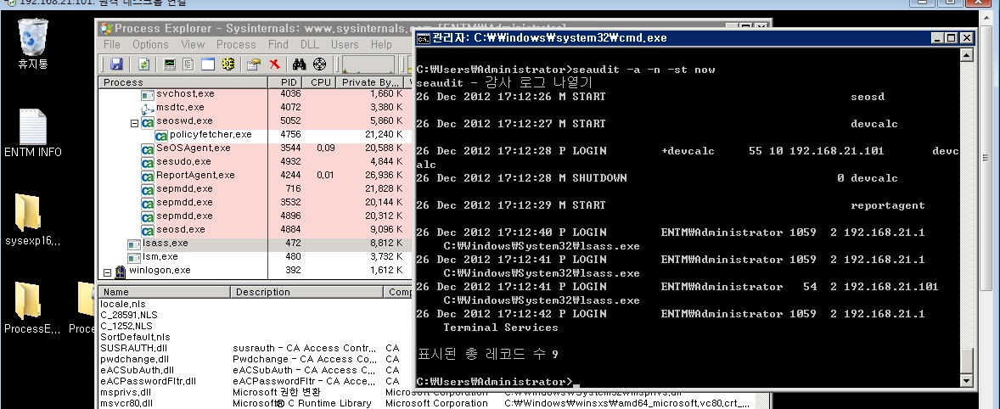 192.168.21.101: 원격 데스크톱 연결
휴지통
ENTM INFO
sysexp16,,,
ProcessE,,,
Proce
Process Explorer - Sysinternals: www.sysinternals.com [ENTM\Administrator]
File Options View Process Find DLL Users Help
Process PID CPU Private By,,,
svchost,exe 4036 1,660 K
msdtc,exe 4072 3,380 K
seoswd,exe 5052 5,860 K
policyfetcher,exe 4756 21,240 K
SeOSAgent,exe 3544 0,09 20,588 K
sesudo,exe 4932 4,844 K
ReportAgent,exe 4244 0,01 26,936 K
sepmdd,exe 716 21,828 K
sepmdd,exe 3532 20,144 K
sepmdd,exe 4896 20,312 K
seosd,exe 4884 9,096 K
lsass,exe 472 8,812 K
lsm,exe 480 3,732 K
winlogon,exe 392 1,612 K
Name Description Comp
locale,nls
C_28591,NLS
C_1252,NLS
SortDefault,nls
SUSRAUTH,dll susrauth - CA Access Contr,,, CA
pwdchange,dll Pwdchange - CA Access C,,, CA
eACSubAuth,dll eACSubAuth - CA Access C,,, CA
eACPasswordFltr,dll eACPasswordFltr - CA Acce,,, CA
msprivs,dll Microsoft 권한 변환 Microsoft Corporation C:₩Windows₩System32₩msprivs,dll
msvcr80,dll Microsoft® C Runtime Library Microsoft Corporation C:₩Windows₩winsxs₩amd64_microsoft,vc80,crt_,,,
관리자: C:₩Windows₩system32₩cmd.exe
C:₩Users₩Administrator>seaudit -a -n -st now
seaudit - 감사 로그 나열기
26 Dec 2012 17:12:26 M START seosd
26 Dec 2012 17:12:27 M START devcalc
26 Dec 2012 17:12:28 P LOGIN +devcalc 55 10 192.168.21.101 devc
alc
26 Dec 2012 17:12:28 M SHUTDOWN 0 devcalc
26 Dec 2012 17:12:29 M START reportagent
26 Dec 2012 17:12:40 P LOGIN ENTM₩Administrator 1059 2 192.168.21.1
C:₩Windows₩System32₩lsass.exe
26 Dec 2012 17:12:41 P LOGIN ENTM₩Administrator 1059 2 192.168.21.1
C:₩Windows₩System32₩lsass.exe
26 Dec 2012 17:12:41 P LOGIN ENTM₩Administrator 54 2 192.168.21.101
C:₩Windows₩System32₩lsass.exe
26 Dec 2012 17:12:42 P LOGIN ENTM₩Administrator 1059 2 192.168.21.1
Terminal Services
표시된 총 레코드 수 9
C:₩Users₩Administrator>